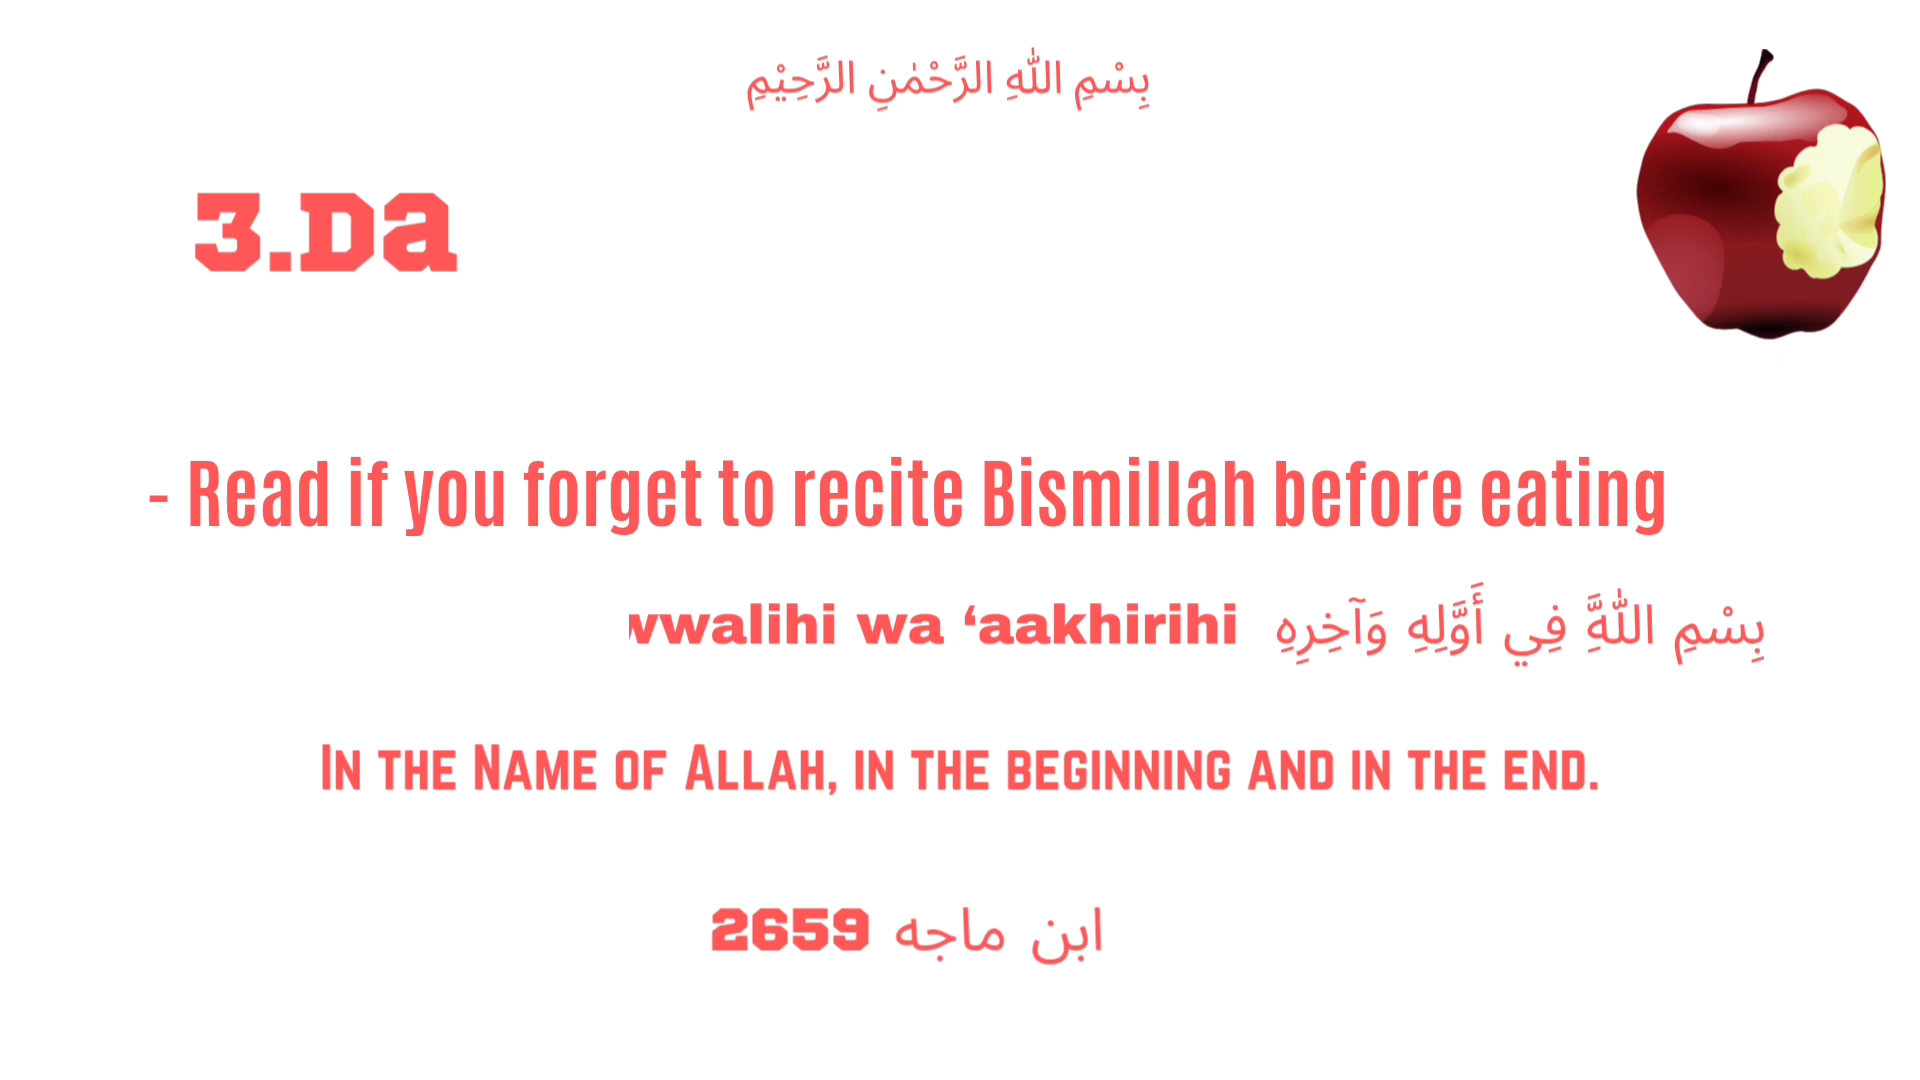 بِسْمِ اللّٰهِ الرَّحْمٰنِ الرَّحِيْمِ
3.Da
- Read if you forget to recite Bismillah before eating
بِسْمِ اللَّهِ فِي أَوَّلِهِ وَآخِرِهِ wwalihi wa ‘aakhirihi
In the Name of Allah, in the beginning and in the end.
ابن ماجه 2659